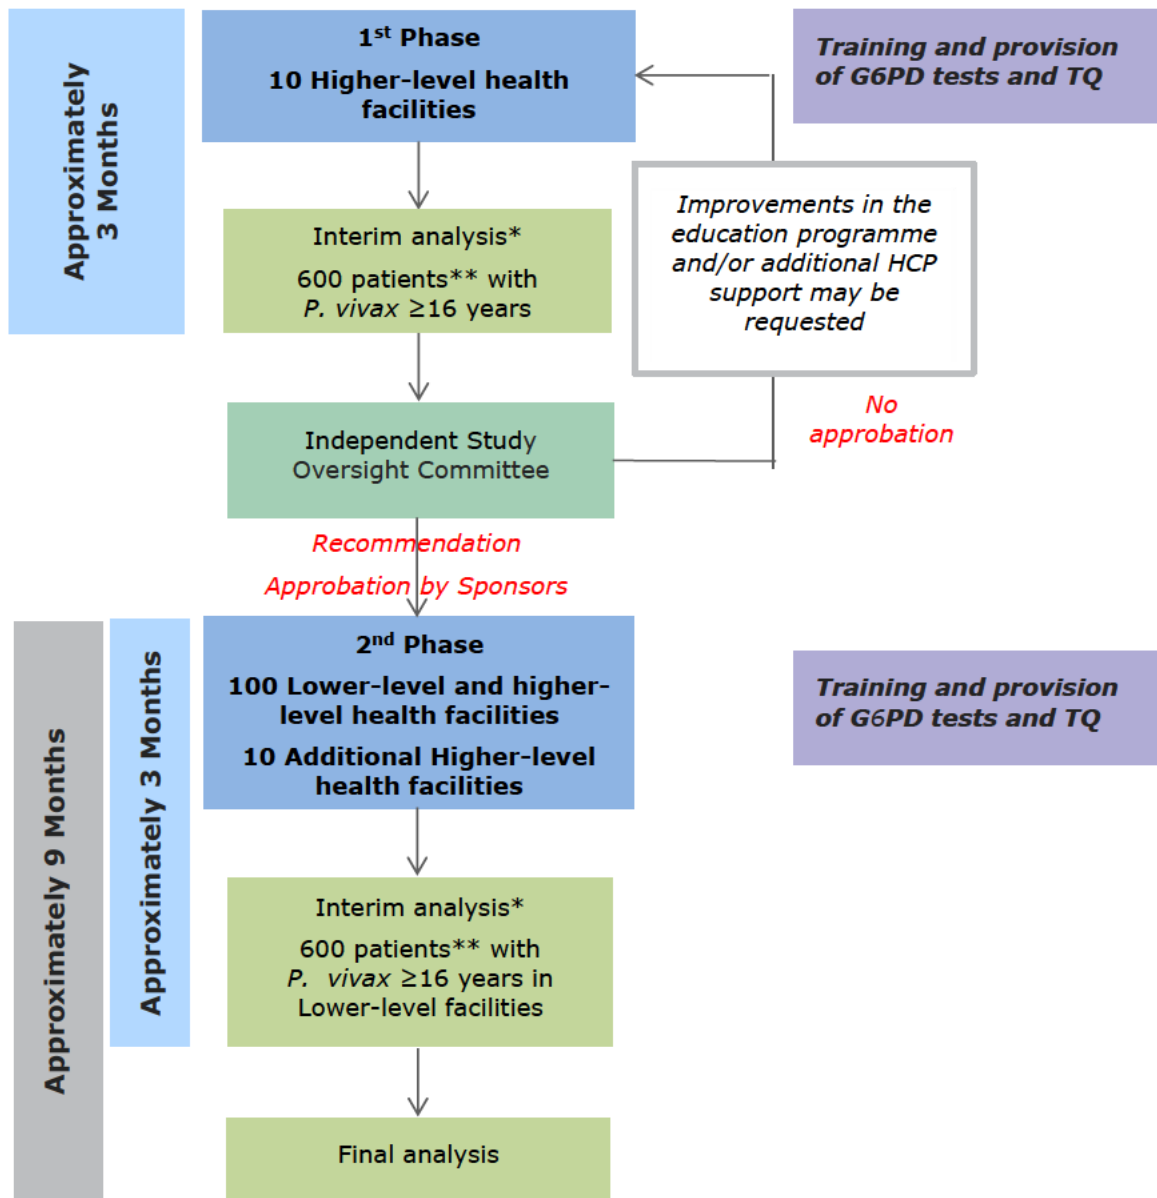 Approximately
3 Months
1st Phase
10 Higher-level health
facilities
Training and provision
of G6PD tests and TQ
Interim analysis*
600 patients** with
P. vivax ≥16 years
Improvements in the
education programme
and/or additional HCP
support may be
requested
No
approbation
Independent Study
Oversight Committee
Recommendation
Approbation by Sponsors
Approximately 9 Months
Approximately 3 Months
2nd Phase
100 Lower-level and higher-
level health facilities
10 Additional Higher-level
health facilities
Training and provision
of G6PD tests and TQ
Interim analysis*
600 patients** with
P. vivax ≥16 years in
Lower-level facilities
Final analysis